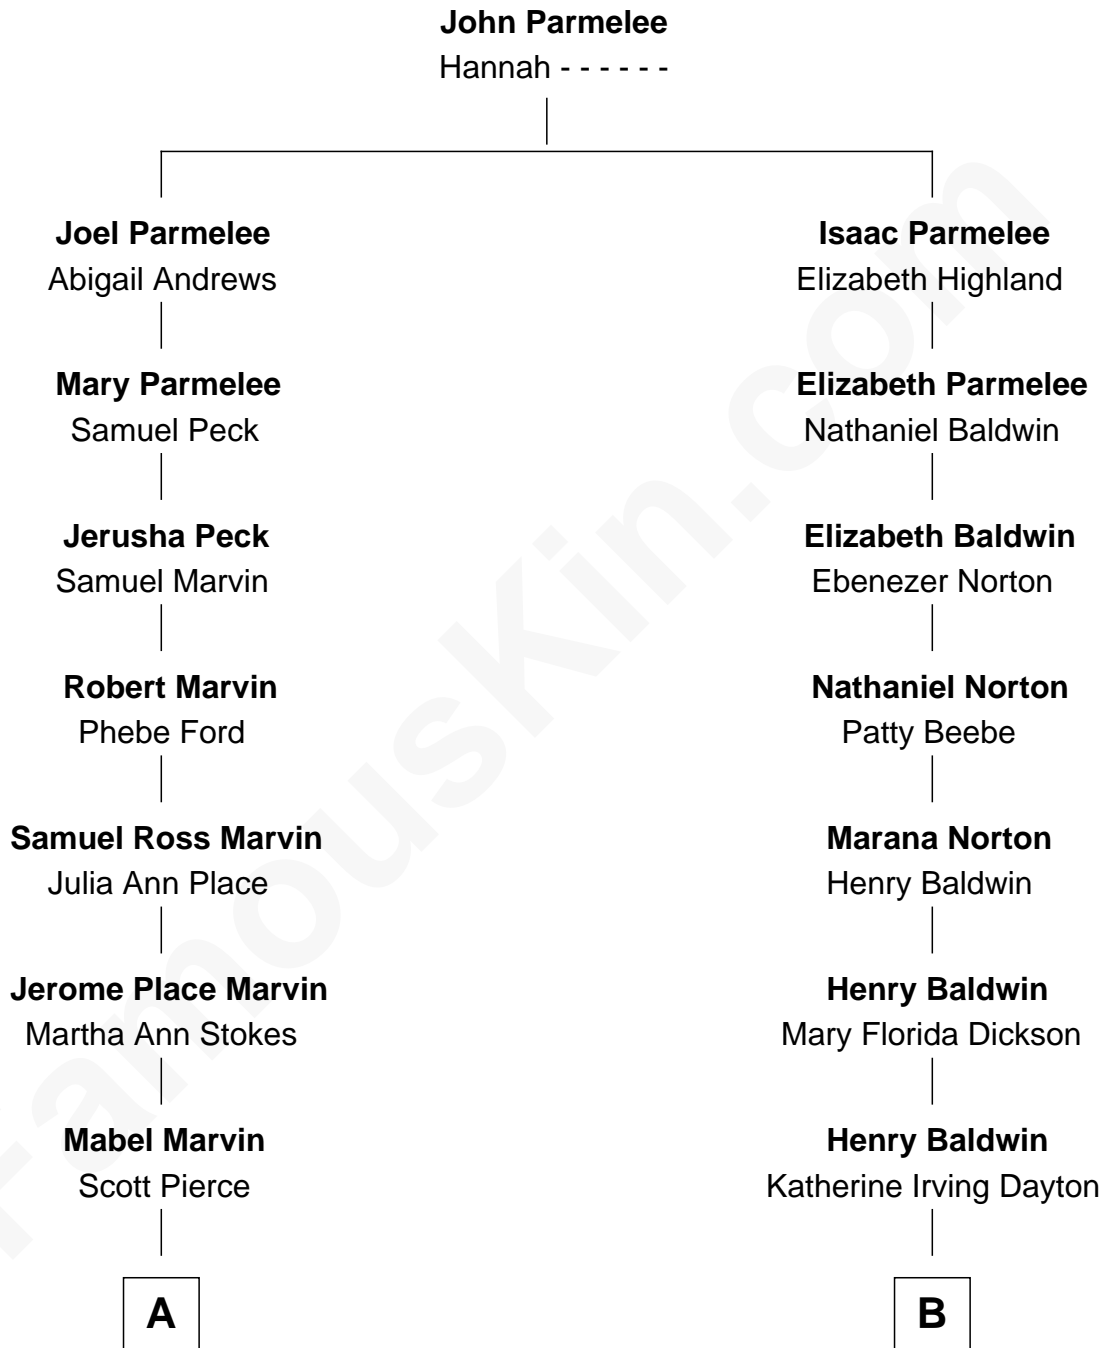 John Parmelee
Hannah - - - - - -
Joel Parmelee
Abigail Andrews
Isaac Parmelee
Elizabeth Highland
Mary Parmelee
Samuel Peck
Elizabeth Parmelee
Nathaniel Baldwin
Jerusha Peck
Samuel Marvin
Elizabeth Baldwin
Ebenezer Norton
Robert Marvin
Phebe Ford
Nathaniel Norton
Patty Beebe
Samuel Ross Marvin
Julia Ann Place
Marana Norton
Henry Baldwin
Jerome Place Marvin
Martha Ann Stokes
Henry Baldwin
Mary Florida Dickson
Mabel Marvin
Scott Pierce
Henry Baldwin
Katherine Irving Dayton
A
B
FamousKin.com